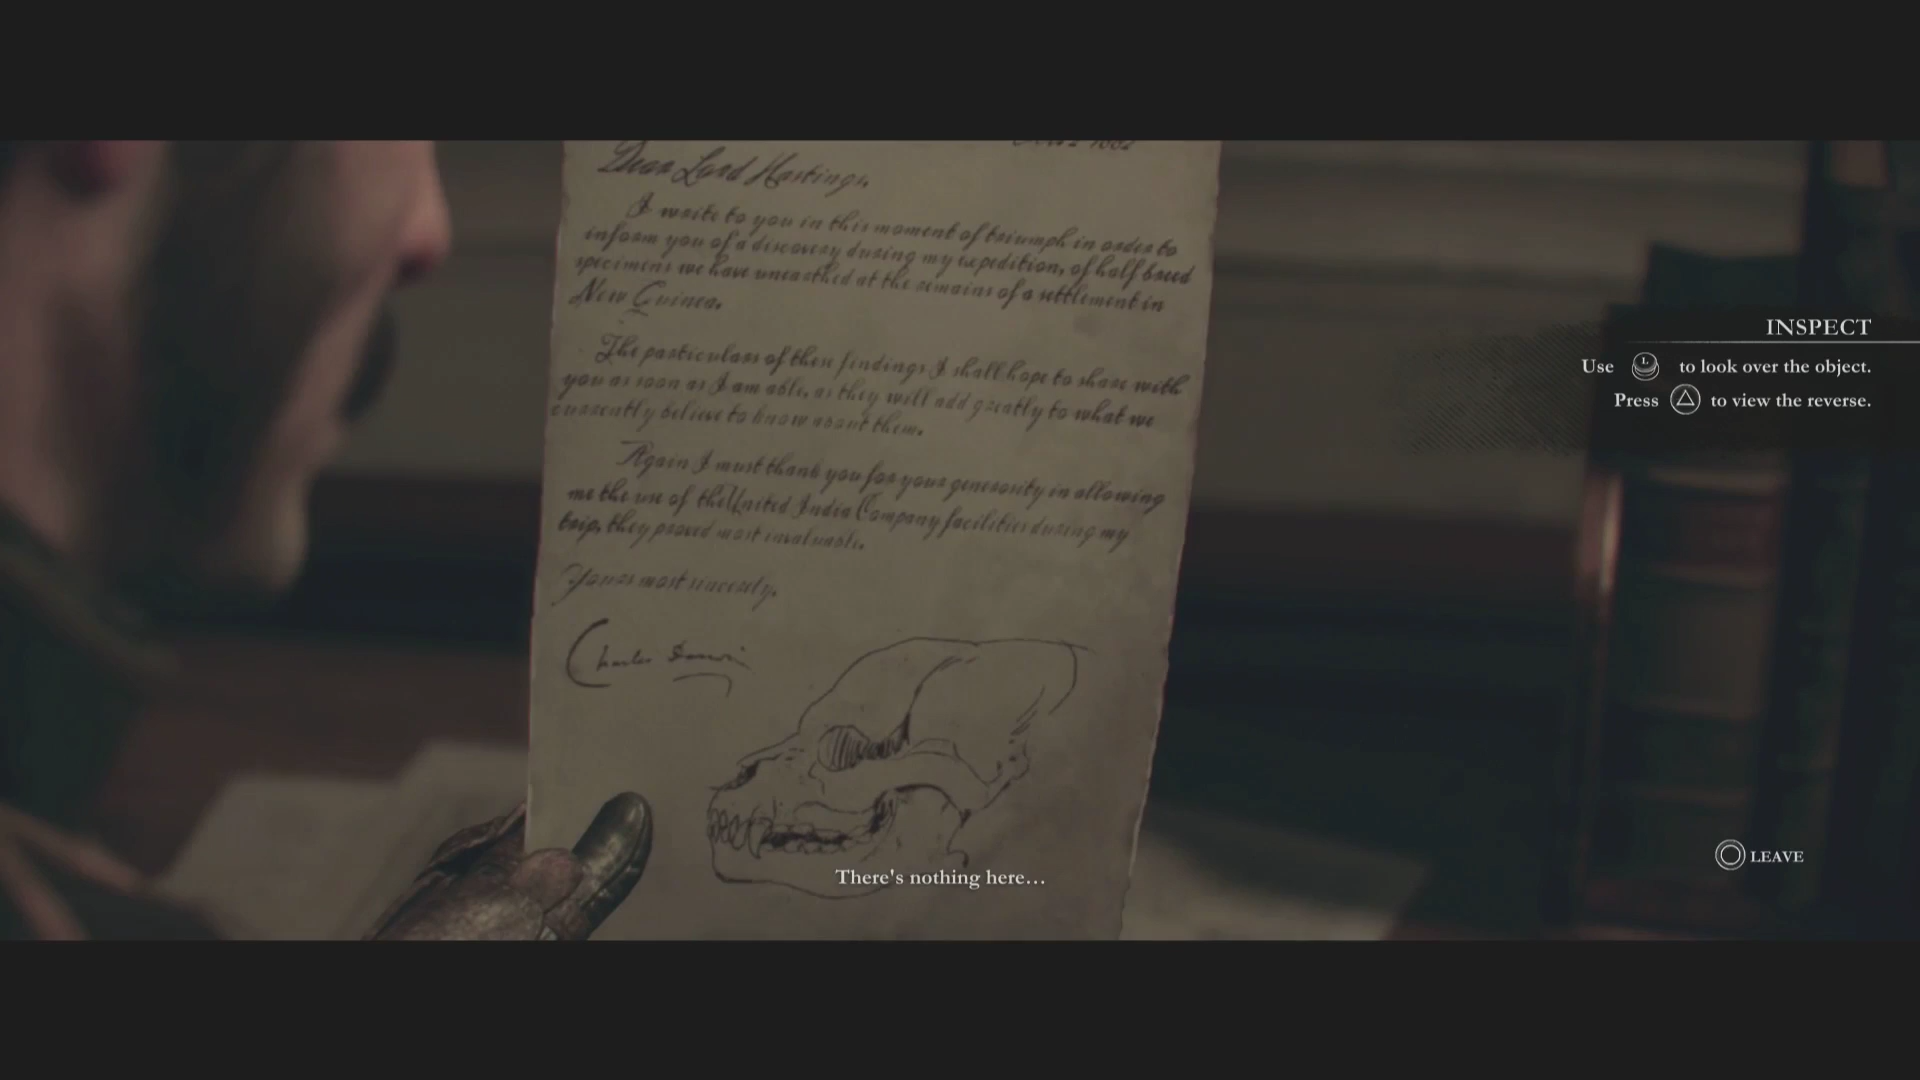 Dear Lord Hastings,
I write to you in this moment of triumph in order to
inform you of a discovery during my expedition, of half breed
specimens we have unearthed at the remains of a settlement in
New Guinea.
The particulars of these findings I shall hope to share with
you as soon as I am able, as they will add greatly to what we
currently believe to know about them.
Again I must thank you for your generosity in allowing
me the use of the United India Company facilities during my
trip, they proved most invaluable.
Yours most sincerely,
Charles Darwin
INSPECT
Use L to look over the object.
Press to view the reverse.
There's nothing here...
LEAVE